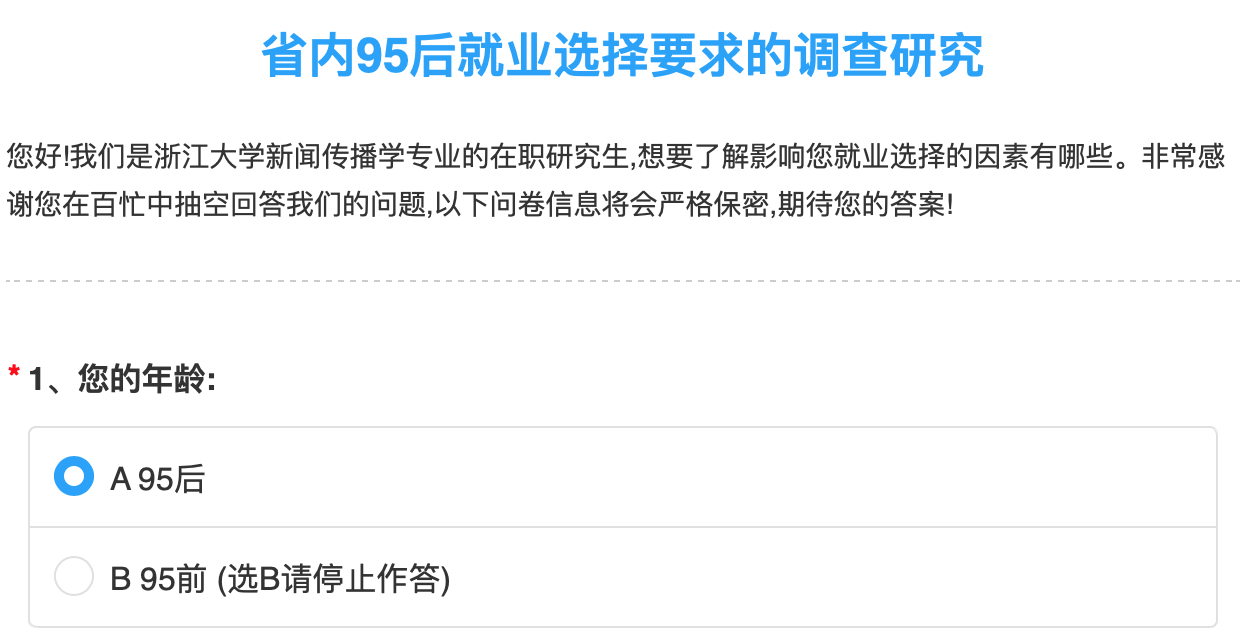 省内95后就业选择要求的调查研究
您好!我们是浙江大学新闻传播学专业的在职研究生,想要了解影响您就业选择的因素有哪些。非常感
谢您在百忙中抽空回答我们的问题,以下问卷信息将会严格保密,期待您的答案!
* 1、您的年龄:
A 95后
B 95前 (选B请停止作答)